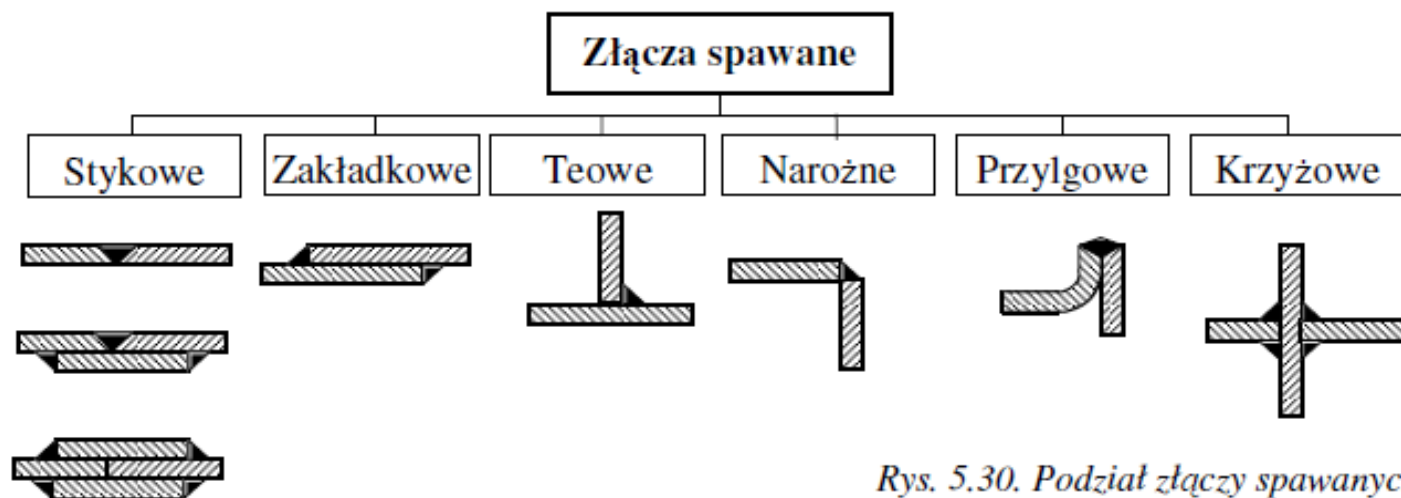 Złącza spawane
Stykowe
Zakładkowe
Teowe
Narożne
Przylgowe
Krzyżowe
Rys. 5.30. Podział złączy spawanyc